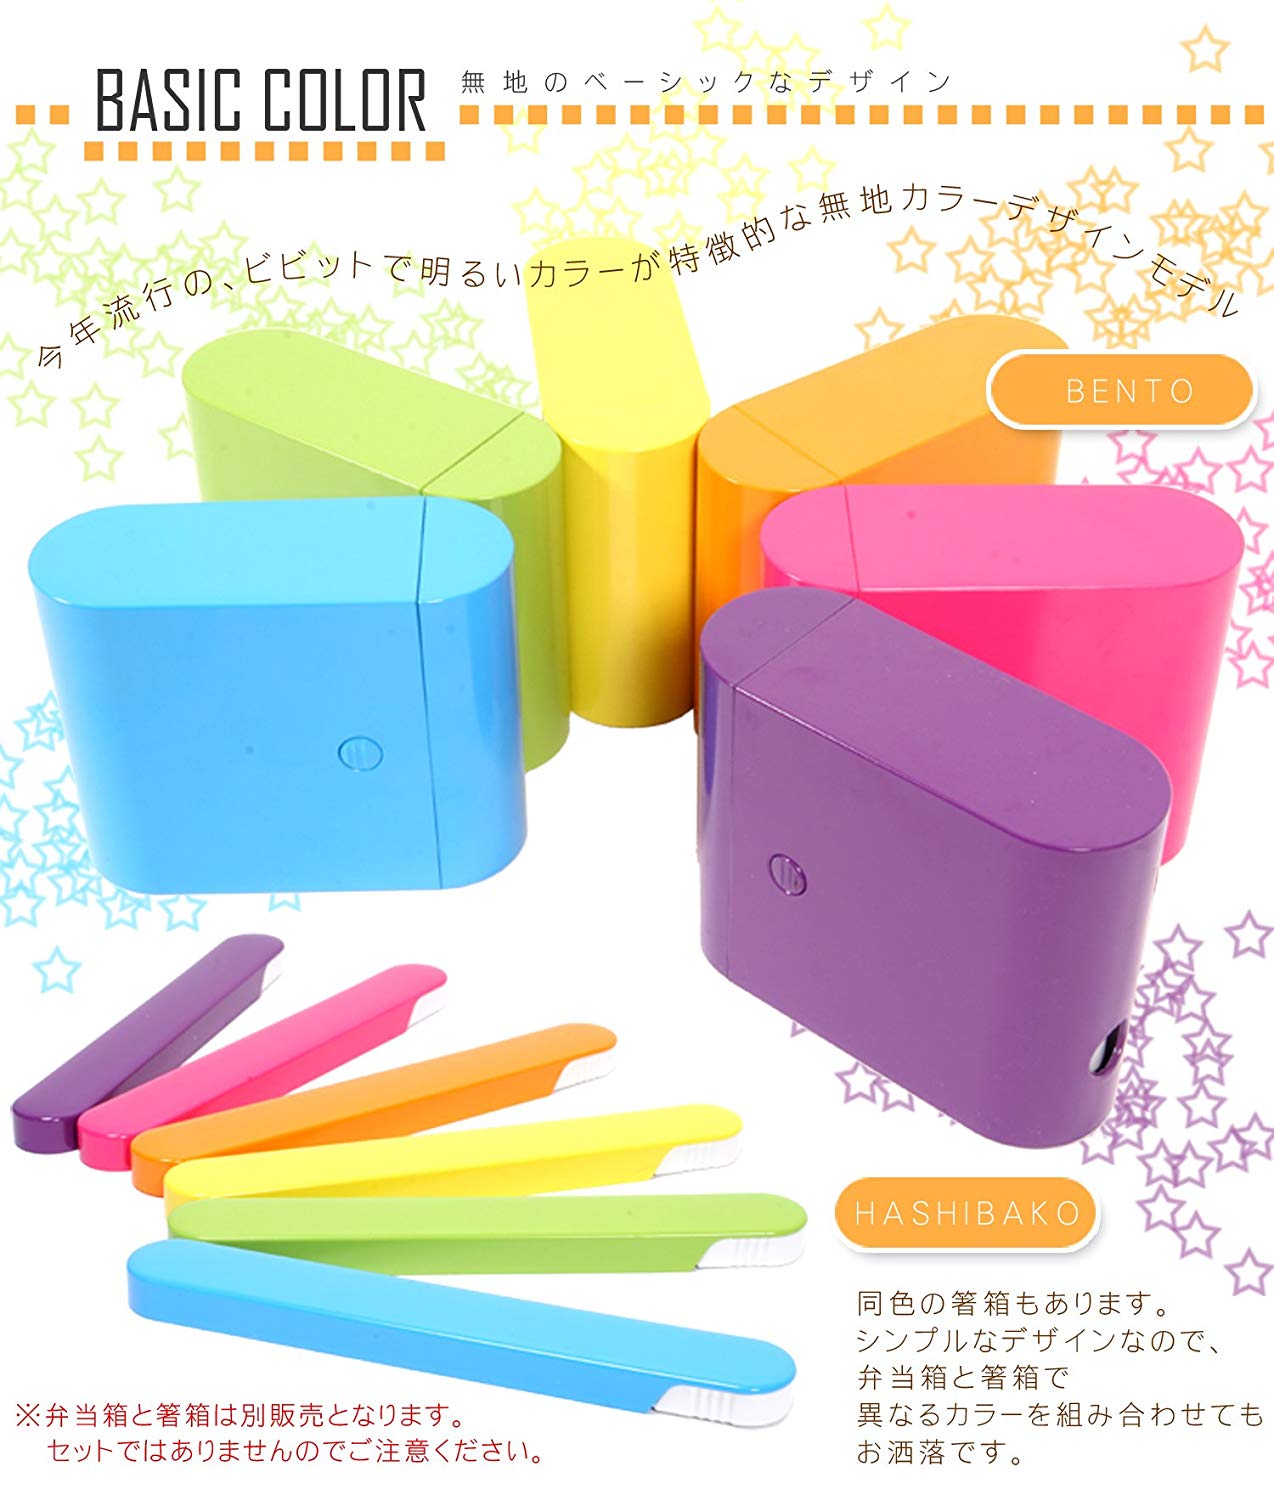 BASIC COLOR
無地のベーシックなデザイン
今年流行の、ビビットで明るいカラーが特徴的な無地カラーデザインモデル
BENTO
HASHIBAKO
同色の箸箱もあります。
シンプルなデザインなので、
弁当箱と箸箱で
異なるカラーを組み合わせても
お洒落です。
※弁当箱と箸箱は別販売となります。
セットではありませんのでご注意ください。